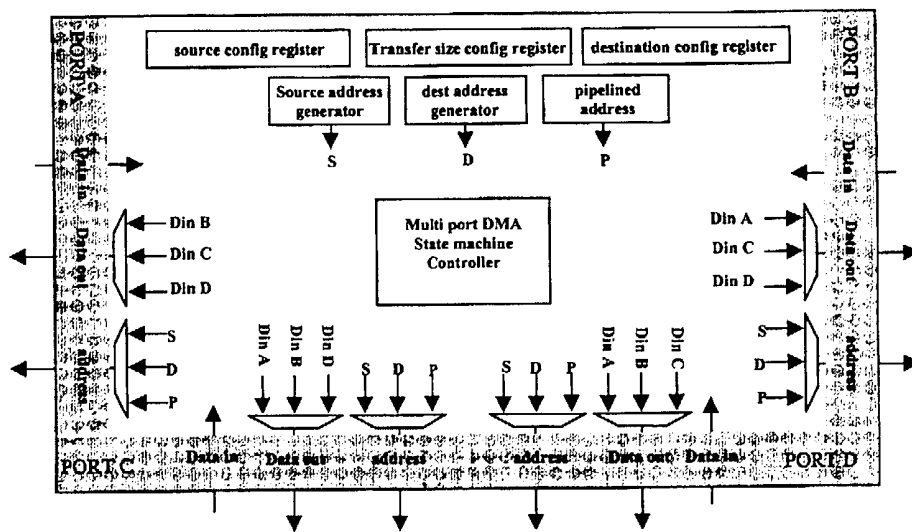 source config register
Transfer size config register
destination config register
Source address
generator
dest address
generator
pipelined
address
S
D
P
Multi port DMA
State machine
Controller
PORT A
Data in
Data out
address
Din B
Din C
Din D
S
D
P
PORT B
Data in
Data out
address
Din A
Din C
Din D
S
D
P
Din A
Din B
Din D
S
D
P
S
D
P
Din A
Din B
Din C
PORT C
Data in
Data out
address
address
Data out
Data in
PORT D